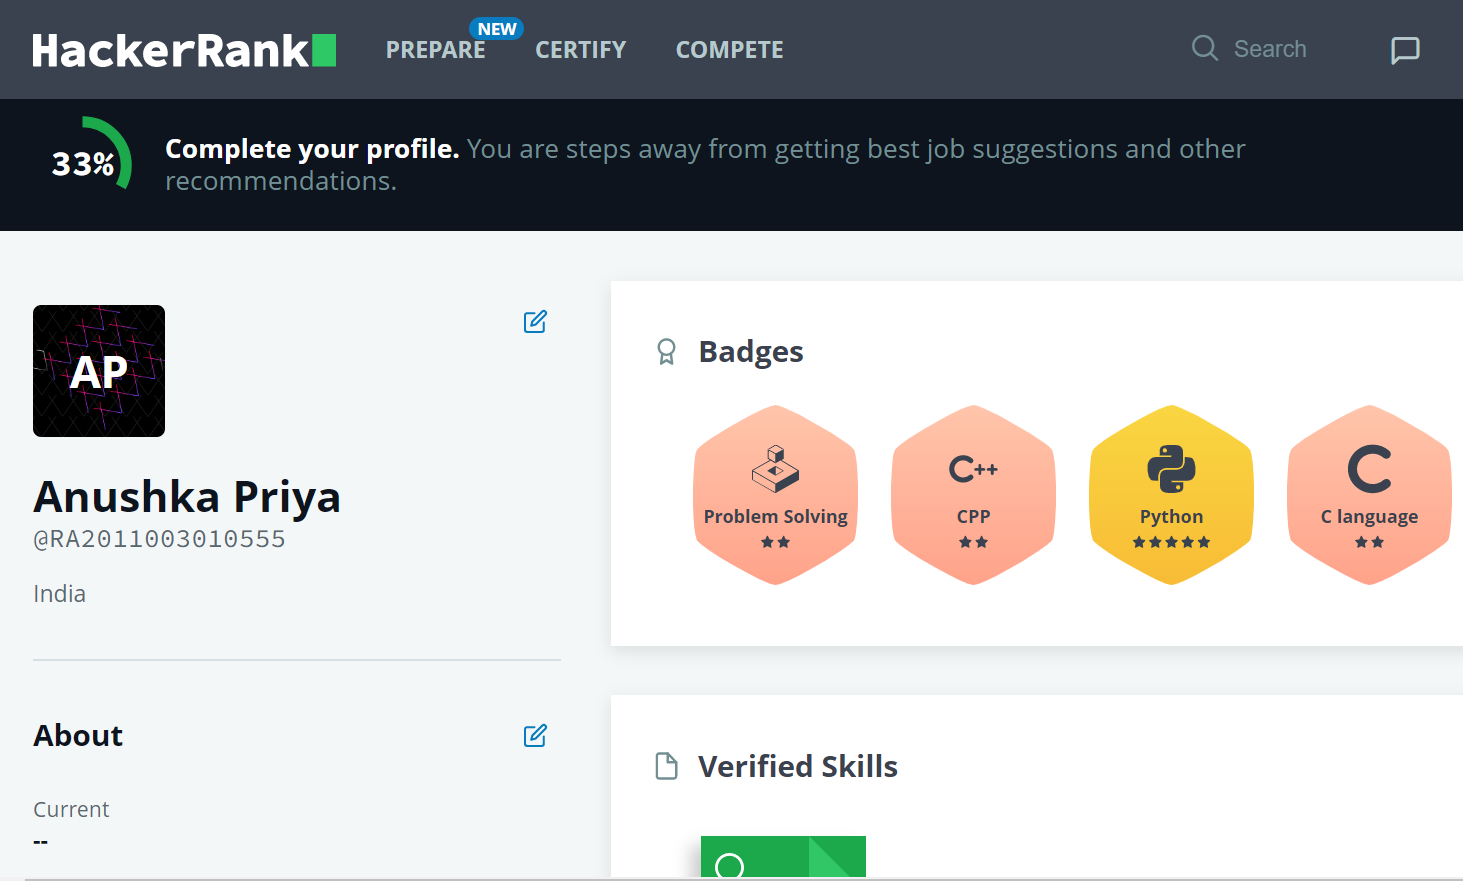 HackerRank
PREPARE
NEW
CERTIFY
COMPETE
Search
33%
Complete your profile. You are steps away from getting best job suggestions and other
recommendations.
AP
Anushka Priya
@RA2011003010555
India
About
Current
--
Badges
Problem Solving
C++
CPP
Python
C
C language
Verified Skills